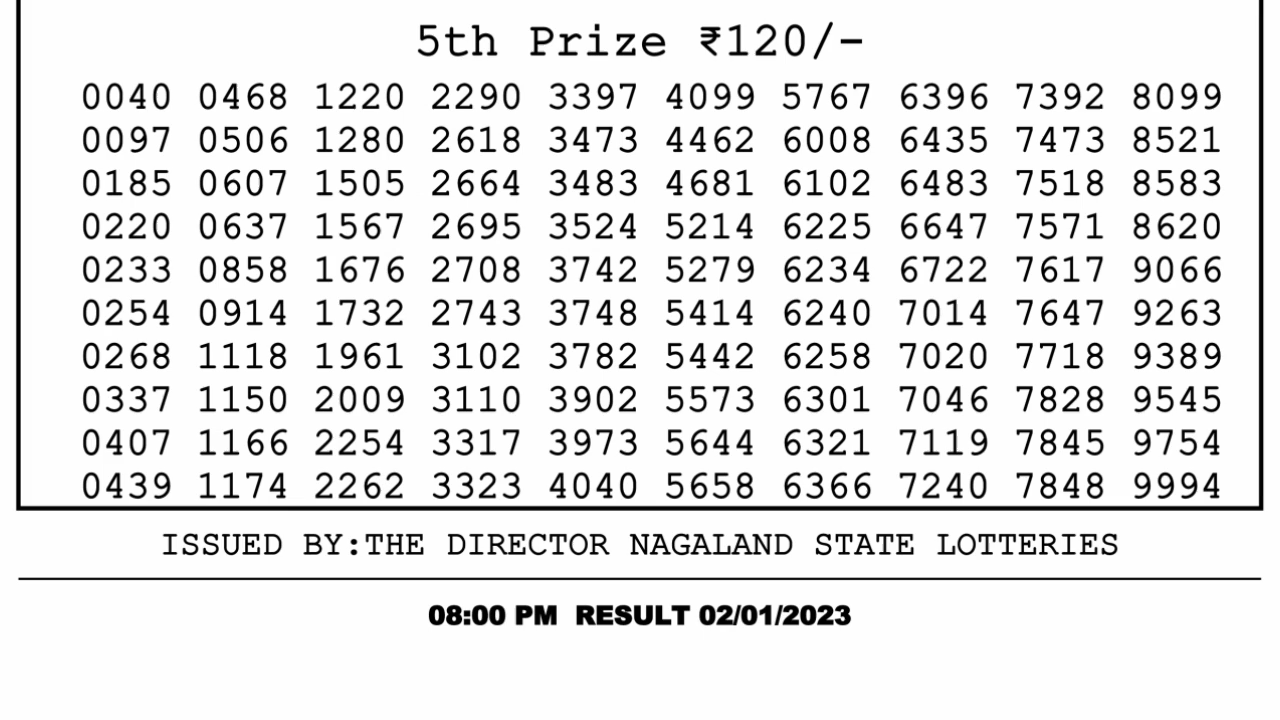 5th Prize ₹120/-
0040 0468 1220 2290 3397 4099 5767 6396 7392 8099
0097 0506 1280 2618 3473 4462 6008 6435 7473 8521
0185 0607 1505 2664 3483 4681 6102 6483 7518 8583
0220 0637 1567 2695 3524 5214 6225 6647 7571 8620
0233 0858 1676 2708 3742 5279 6234 6722 7617 9066
0254 0914 1732 2743 3748 5414 6240 7014 7647 9263
0268 1118 1961 3102 3782 5442 6258 7020 7718 9389
0337 1150 2009 3110 3902 5573 6301 7046 7828 9545
0407 1166 2254 3317 3973 5644 6321 7119 7845 9754
0439 1174 2262 3323 4040 5658 6366 7240 7848 9994
ISSUED BY:THE DIRECTOR NAGALAND STATE LOTTERIES
08:00 PM RESULT 02/01/2023